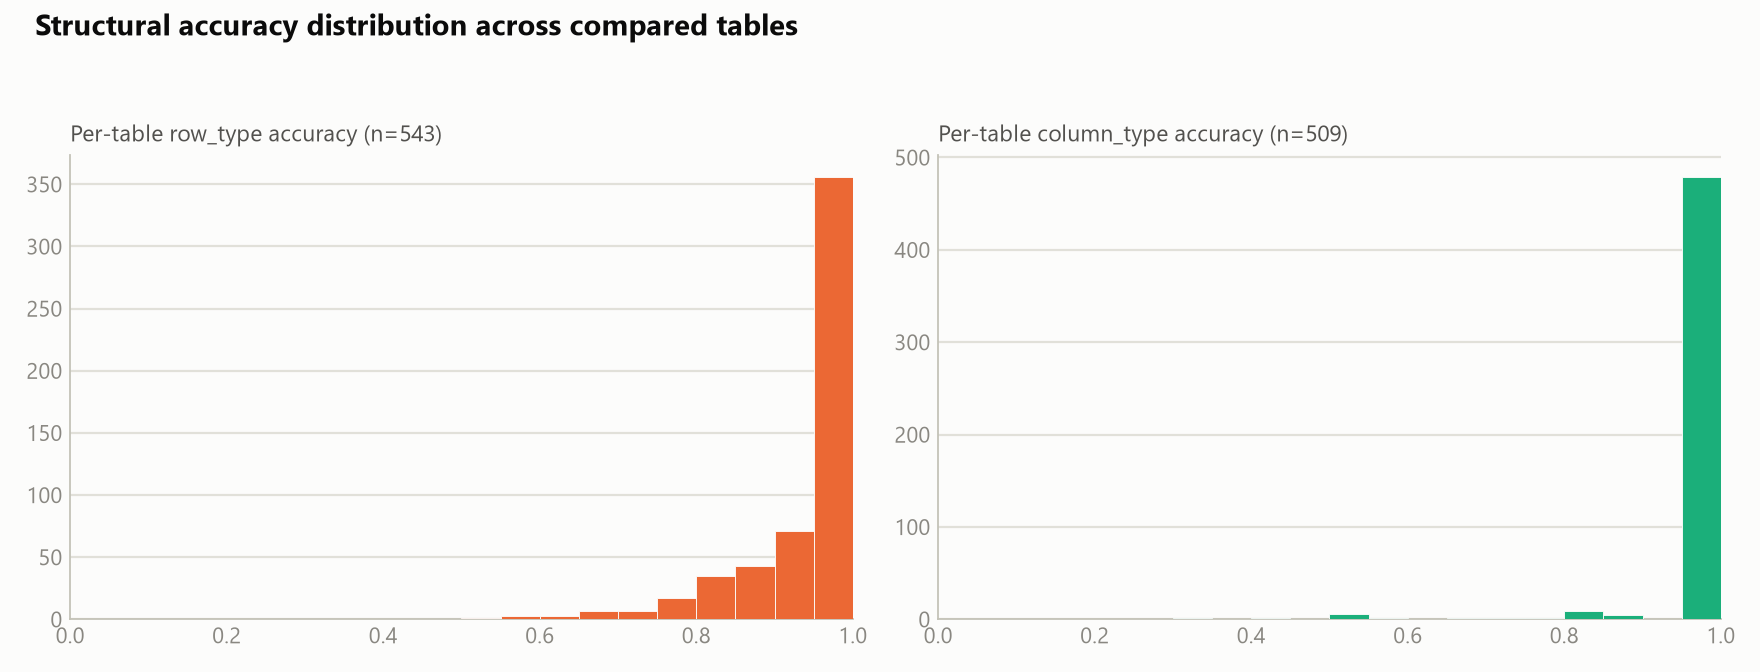 Structural accuracy distribution across compared tables
Per-table row_type accuracy (n=543)
350
300
250
200
150
100
50
0
0.0 0.2 0.4 0.6 0.8 1.0
Per-table column_type accuracy (n=509)
500
400
300
200
100
0
0.0 0.2 0.4 0.6 0.8 1.0